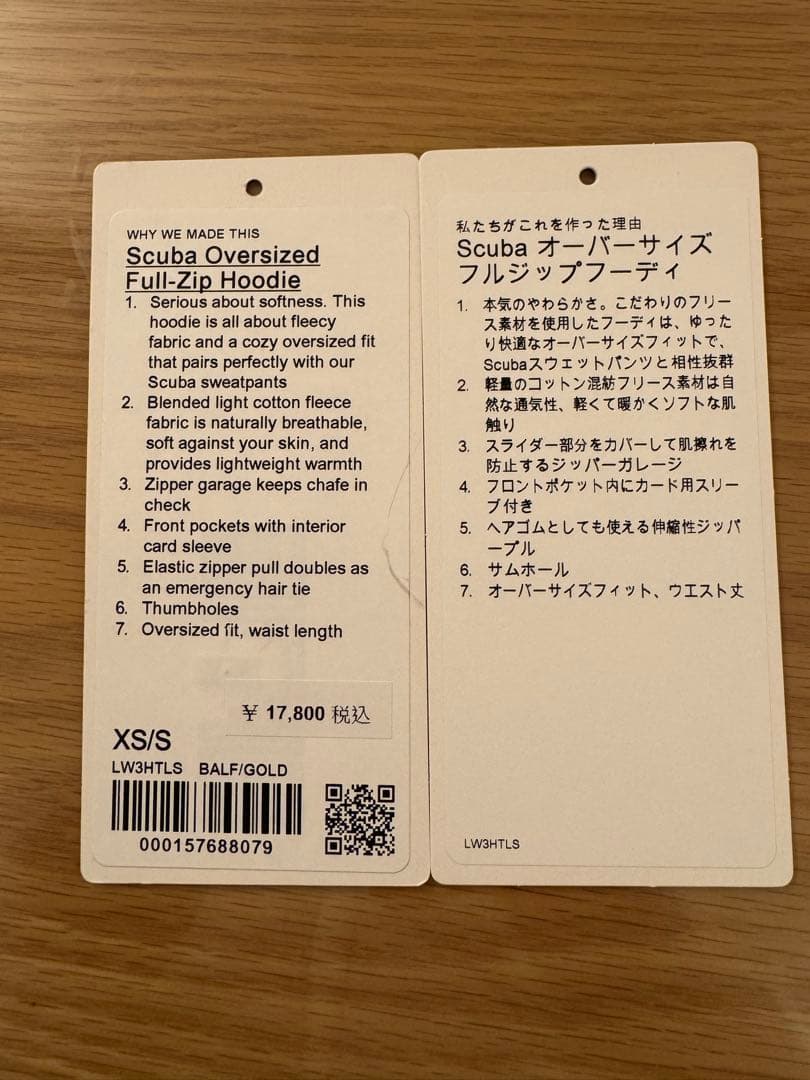 WHY WE MADE THIS
Scuba Oversized
Full-Zip Hoodie
1. Serious about softness. This
hoodie is all about fleecy
fabric and a cozy oversized fit
that pairs perfectly with our
Scuba sweatpants
2. Blended light cotton fleece
fabric is naturally breathable,
soft against your skin, and
provides lightweight warmth
3. Zipper garage keeps chafe in
check
4. Front pockets with interior
card sleeve
5. Elastic zipper pull doubles as
an emergency hair tie
6. Thumbholes
7. Oversized fit, waist length
¥ 17,800 税込
XS/S
LW3HTLS BALF/GOLD
000157688079
私たちがこれを作った理由
Scuba オーバーサイズ
フルジップフーディ
1. 本気のやわらかさ。こだわりのフリー
ス素材を使用したフーディは、ゆった
り快適なオーバーサイズフィットで、
Scubaスウェットパンツと相性抜群
2. 軽量のコットン混紡フリース素材は自
然な通気性、軽くて暖かくソフトな肌
触り
3. スライダー部分をカバーして肌擦れを
防止するジッパーガレージ
4. フロントポケット内にカード用スリー
ブ付き
5. ヘアゴムとしても使える伸縮性ジッパ
ープル
6. サムホール
7. オーバーサイズフィット、ウエスト丈
LW3HTLS